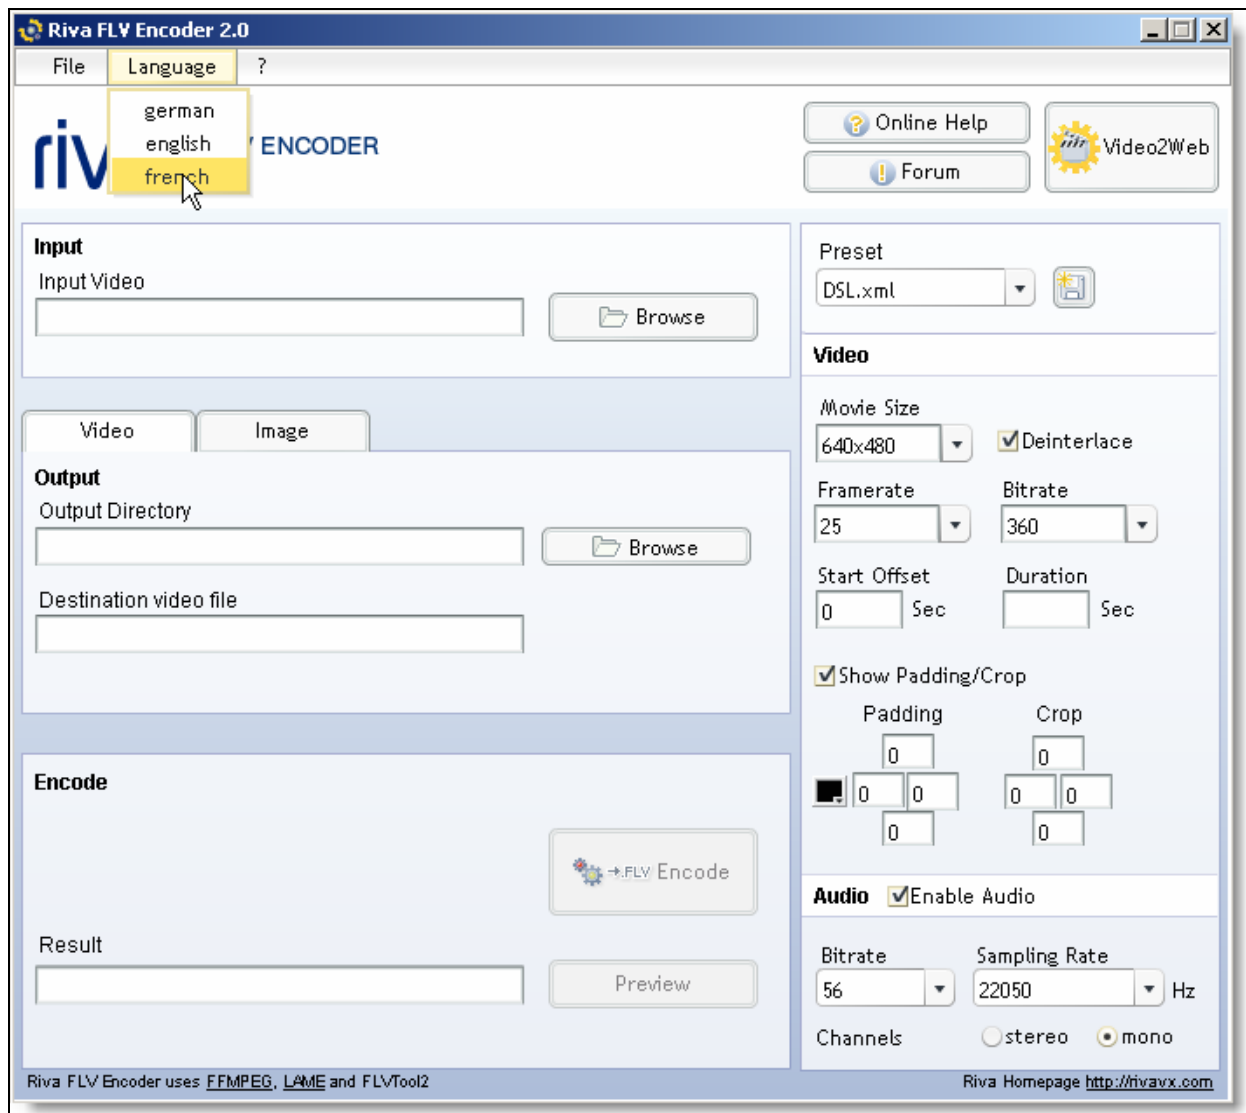 Riva FLV Encoder 2.0
File Language ?
german
english
french
riv ENCODER
Online Help
Forum
Video2Web
Input
Input Video
Browse
Preset
DSL.xml
Video
Movie Size
640x480
Deinterlace
Framerate Bitrate
25 360
Start Offset Duration
0 Sec Sec
Show Padding/Crop
Padding Crop
0 0
0 0 0 0
0 0
Video Image
Output
Output Directory
Browse
Destination video file
Encode
→.FLV Encode
Result
Preview
Audio Enable Audio
Bitrate Sampling Rate
56 22050 Hz
Channels stereo mono
Riva FLV Encoder uses FFMPEG, LAME and FLVTool2
Riva Homepage http://rivavx.com